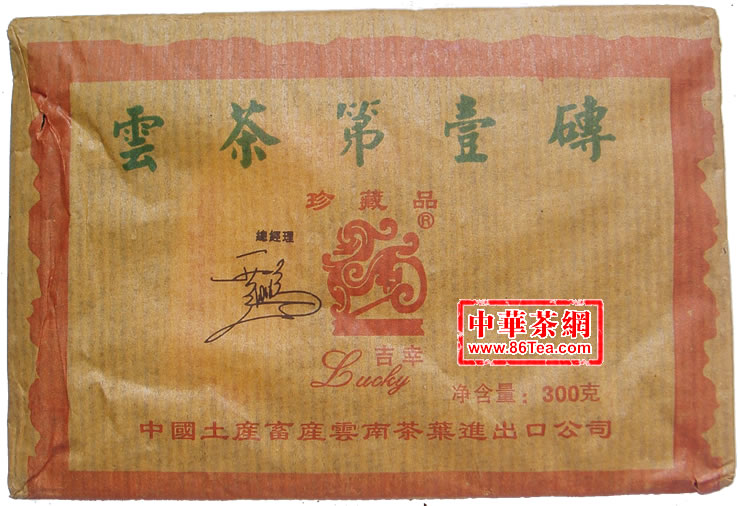 雲茶第壹磚
珍藏品
®
總經理
吉幸
Lucky
中華茶網
www.86Tea.com
净含量：300克
中國土産畜産雲南茶葉進出口公司